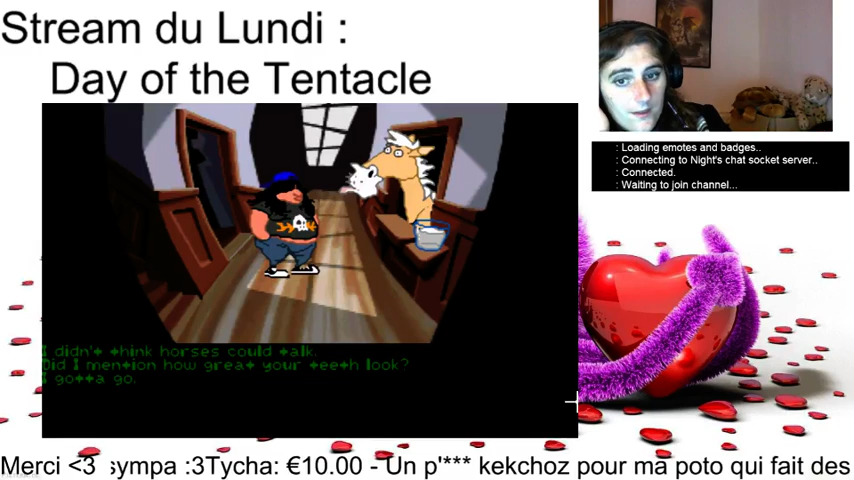 Stream du Lundi :
Day of the Tentacle
: Loading emotes and badges..
: Connecting to Night's chat socket server..
: Connected.
: Waiting to join channel...
I didn't think horses could talk.
Did I mention how great your teeth look?
I gotta go.
Merci <3 sympa :3Tycha: €10.00 - Un p'*** kekchoz pour ma poto qui fait des